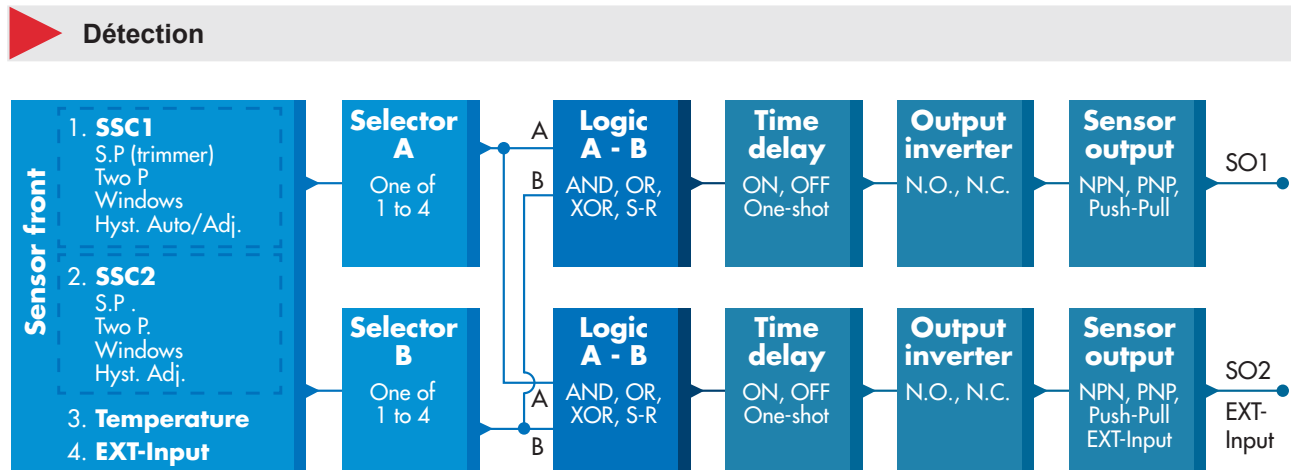 Détection
Sensor front
1. SSC1
S.P (trimmer)
Two P
Windows
Hyst. Auto/Adj.
2. SSC2
S.P .
Two P.
Windows
Hyst. Adj.
3. Temperature
4. EXT-Input
Selector
A
One of
1 to 4
A
B
Logic
A - B
AND, OR,
XOR, S-R
Time
delay
ON, OFF
One-shot
Output
inverter
N.O., N.C.
Sensor
output
NPN, PNP,
Push-Pull
SO1
Selector
B
One of
1 to 4
A
B
Logic
A - B
AND, OR,
XOR, S-R
Time
delay
ON, OFF
One-shot
Output
inverter
N.O., N.C.
Sensor
output
NPN, PNP,
Push-Pull
EXT-Input
SO2
EXT-
Input